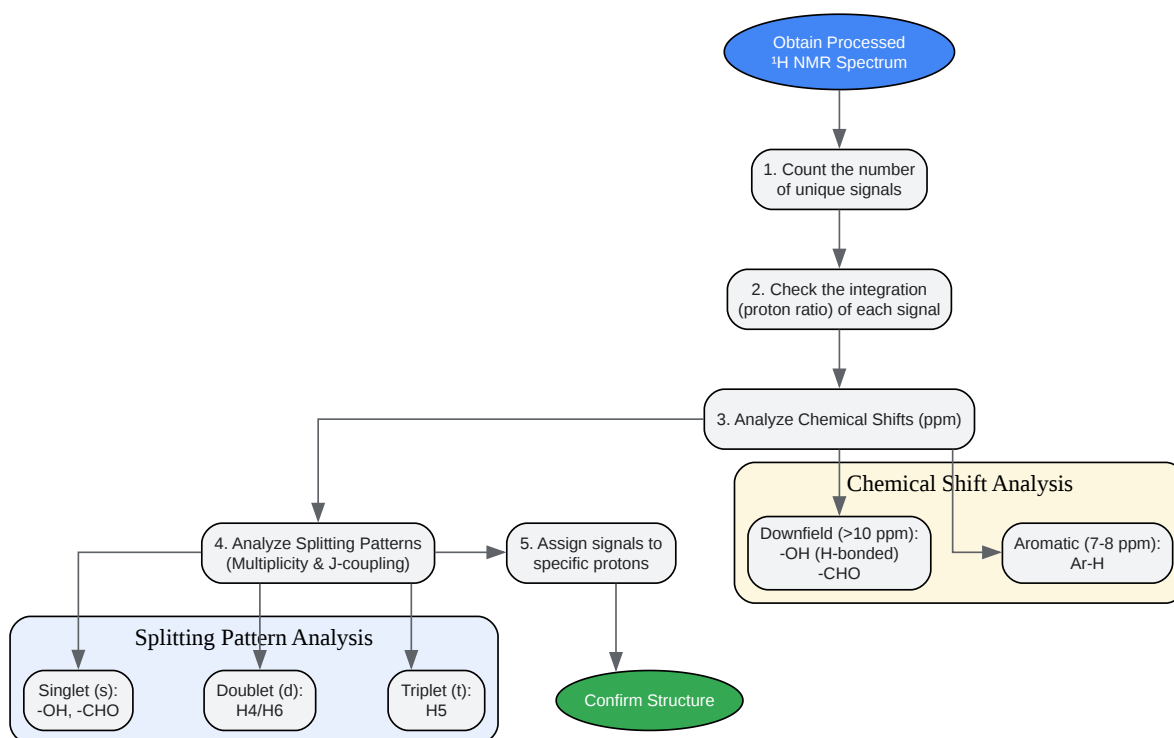 Obtain Processed
¹H NMR Spectrum
1. Count the number
of unique signals
2. Check the integration
(proton ratio) of each signal
3. Analyze Chemical Shifts (ppm)
Chemical Shift Analysis
Downfield (>10 ppm):
-OH (H-bonded)
-CHO
Aromatic (7-8 ppm):
Ar-H
4. Analyze Splitting Patterns
(Multiplicity & J-coupling)
5. Assign signals to
specific protons
Splitting Pattern Analysis
Singlet (s):
-OH, -CHO
Doublet (d):
H4/H6
Triplet (t):
H5
Confirm Structure